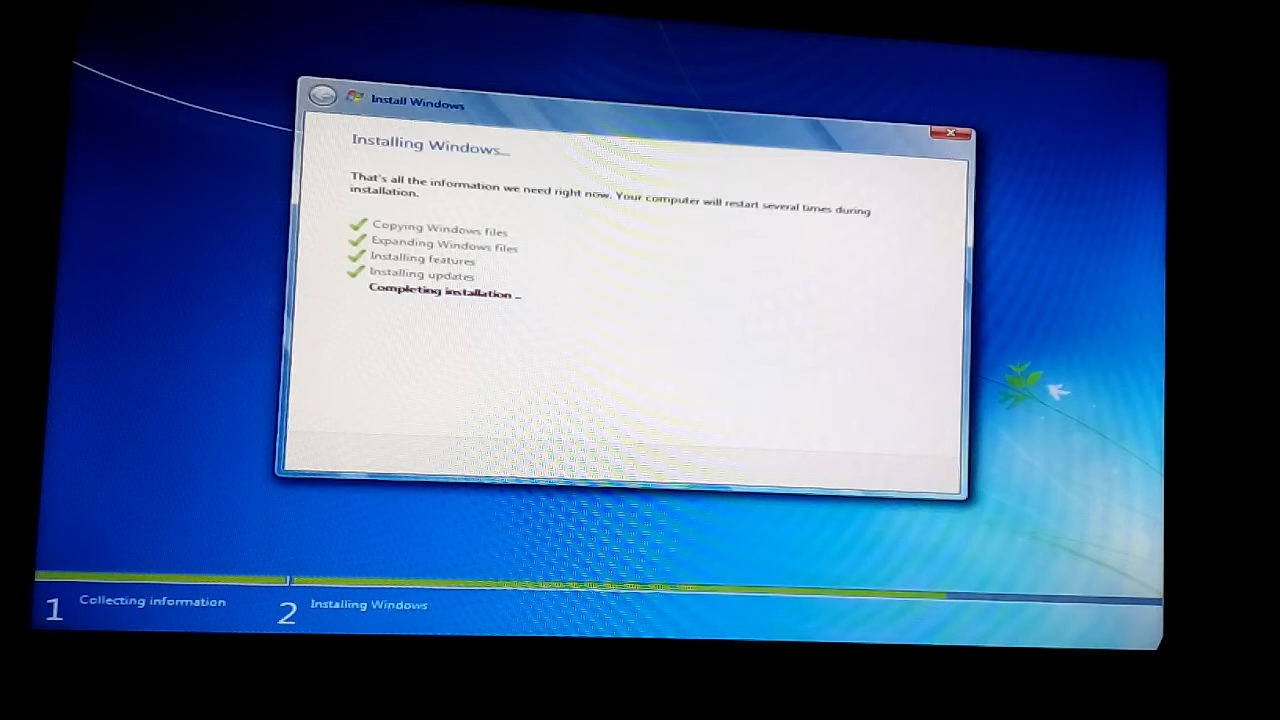 Install Windows
Installing Windows...
That's all the information we need right now. Your computer will restart several times during
installation.
Copying Windows files
Expanding Windows files
Installing features
Installing updates
Completing installation ...
1 Collecting information
2 Installing Windows